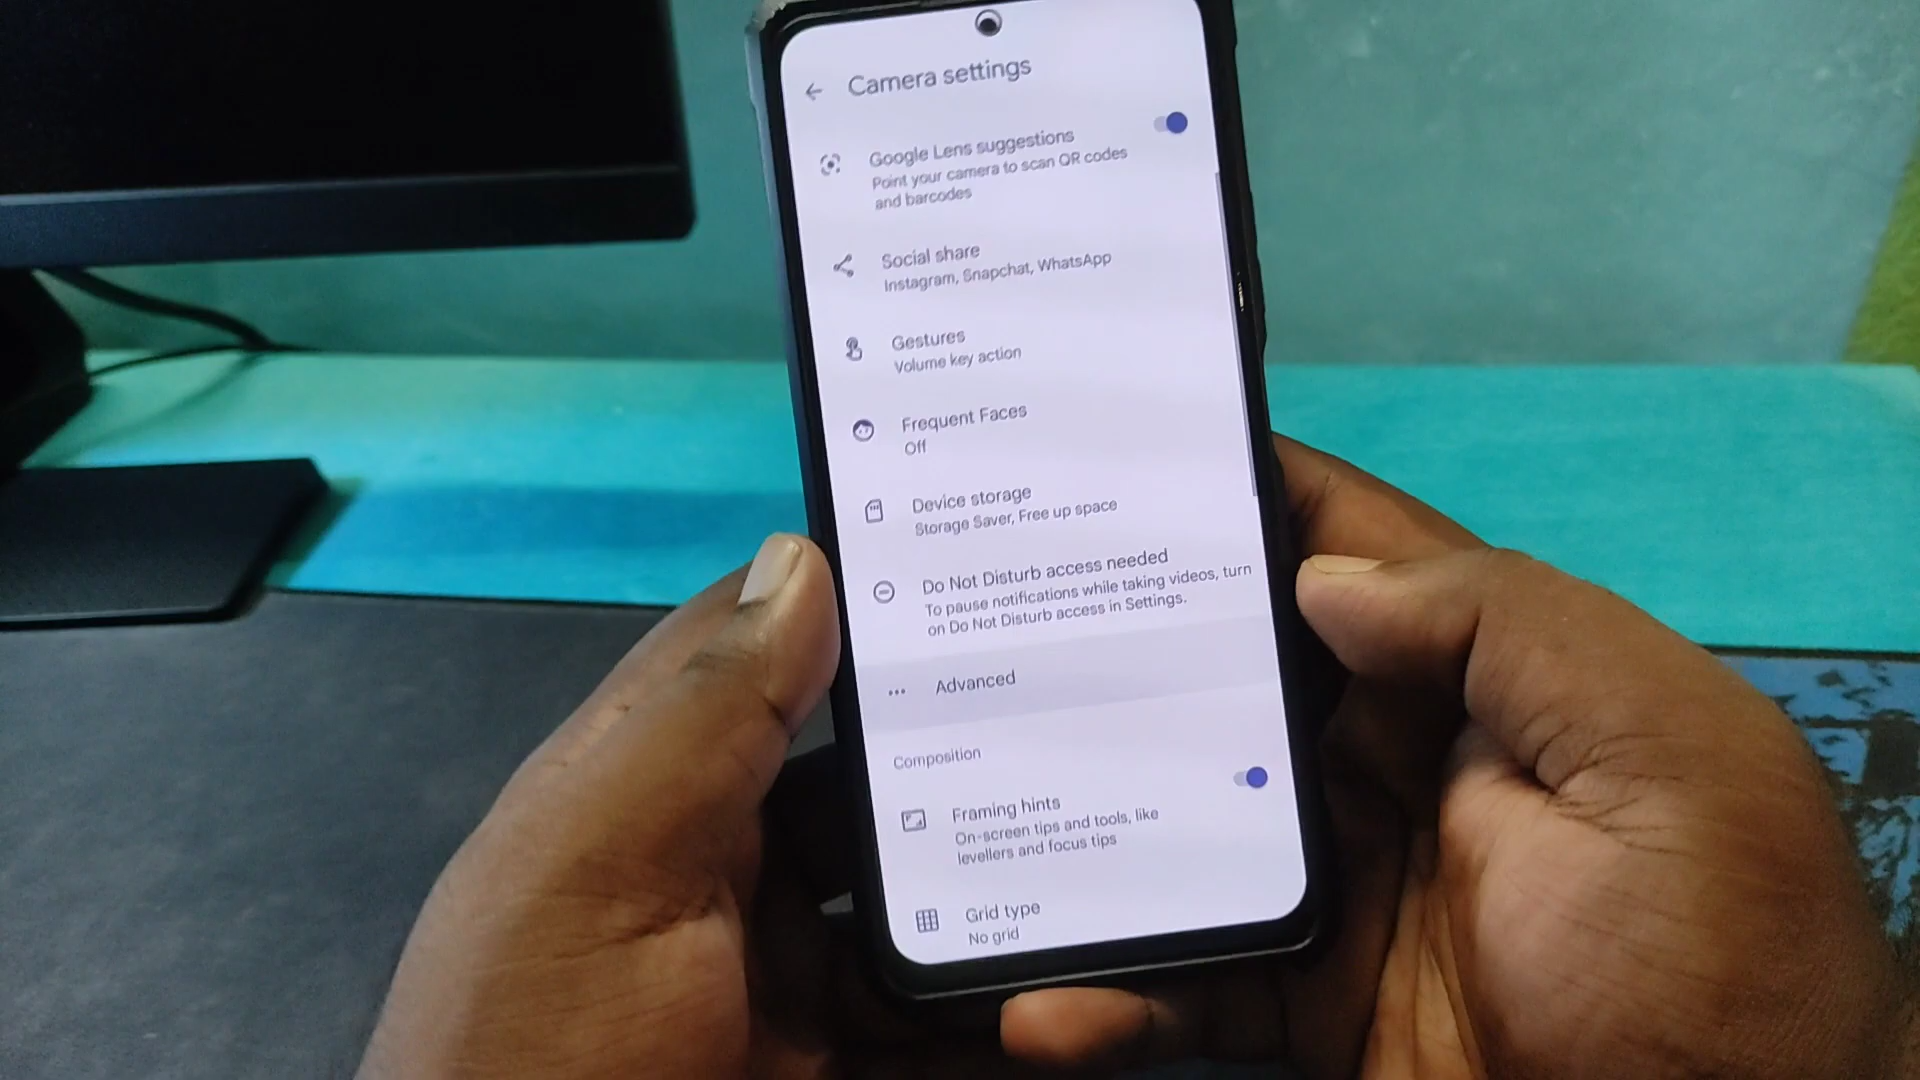 Camera settings
Google Lens suggestions
Point your camera to scan QR codes
and barcodes
Social share
Instagram, Snapchat, WhatsApp
Gestures
Volume key action
Frequent Faces
Off
Device storage
Storage Saver, Free up space
Do Not Disturb access needed
To pause notifications while taking videos, turn
on Do Not Disturb access in Settings.
Advanced
Composition
Framing hints
On-screen tips and tools, like
levellers and focus tips
Grid type
No grid